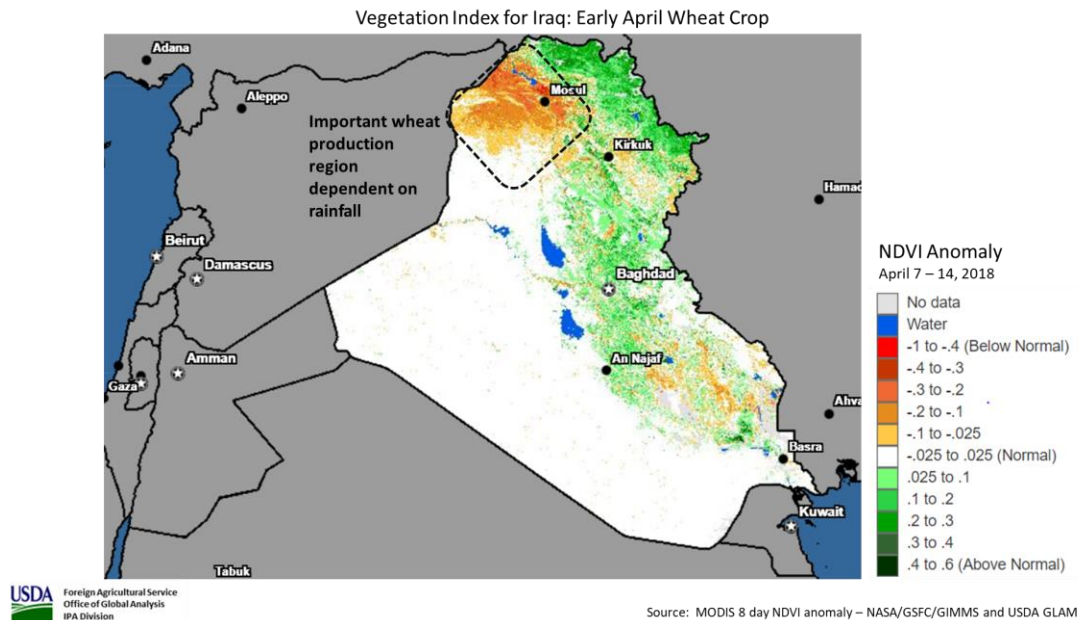 Vegetation Index for Iraq: Early April Wheat Crop
Adana
Aleppo
Mosul
Important wheat
production
region
dependent on
rainfall
Kirkuk
Hamad
Beirut
Damascus
Baghdad
NDVI Anomaly
April 7 – 14, 2018
No data
Water
-1 to -.4 (Below Normal)
-.4 to -.3
-.3 to -.2
-.2 to -.1
-.1 to -.025
-.025 to .025 (Normal)
.025 to .1
.1 to .2
.2 to .3
.3 to .4
.4 to .6 (Above Normal)
Amman
An Najaf
Gaza
Ahva
Basra
Kuwait
Tabuk
USDA
Foreign Agricultural Service
Office of Global Analysis
IPA Division
Source: MODIS 8 day NDVI anomaly – NASA/GSFC/GIMMS and USDA GLAM